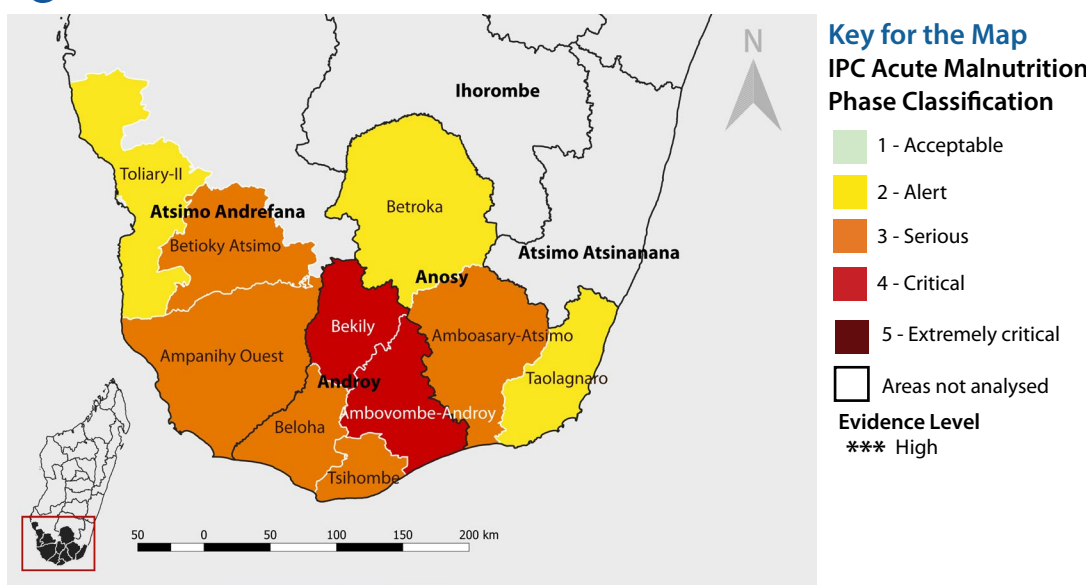 N
Ihorombe
Toliary-II
Betroka
Atsimo Andrefana
Betioky Atsimo
Atsimo Atsinanana
Anosy
Bekily
Amboasary-Atsimo
Ampanihy Ouest
Taolagnaro
Androy
Ambovombe-Androy
Beloha
Tsihombe
50 0 50 100 150 200 km
Key for the Map
IPC Acute Malnutrition
Phase Classification
1 - Acceptable
2 - Alert
3 - Serious
4 - Critical
5 - Extremely critical
Areas not analysed
Evidence Level
*** High